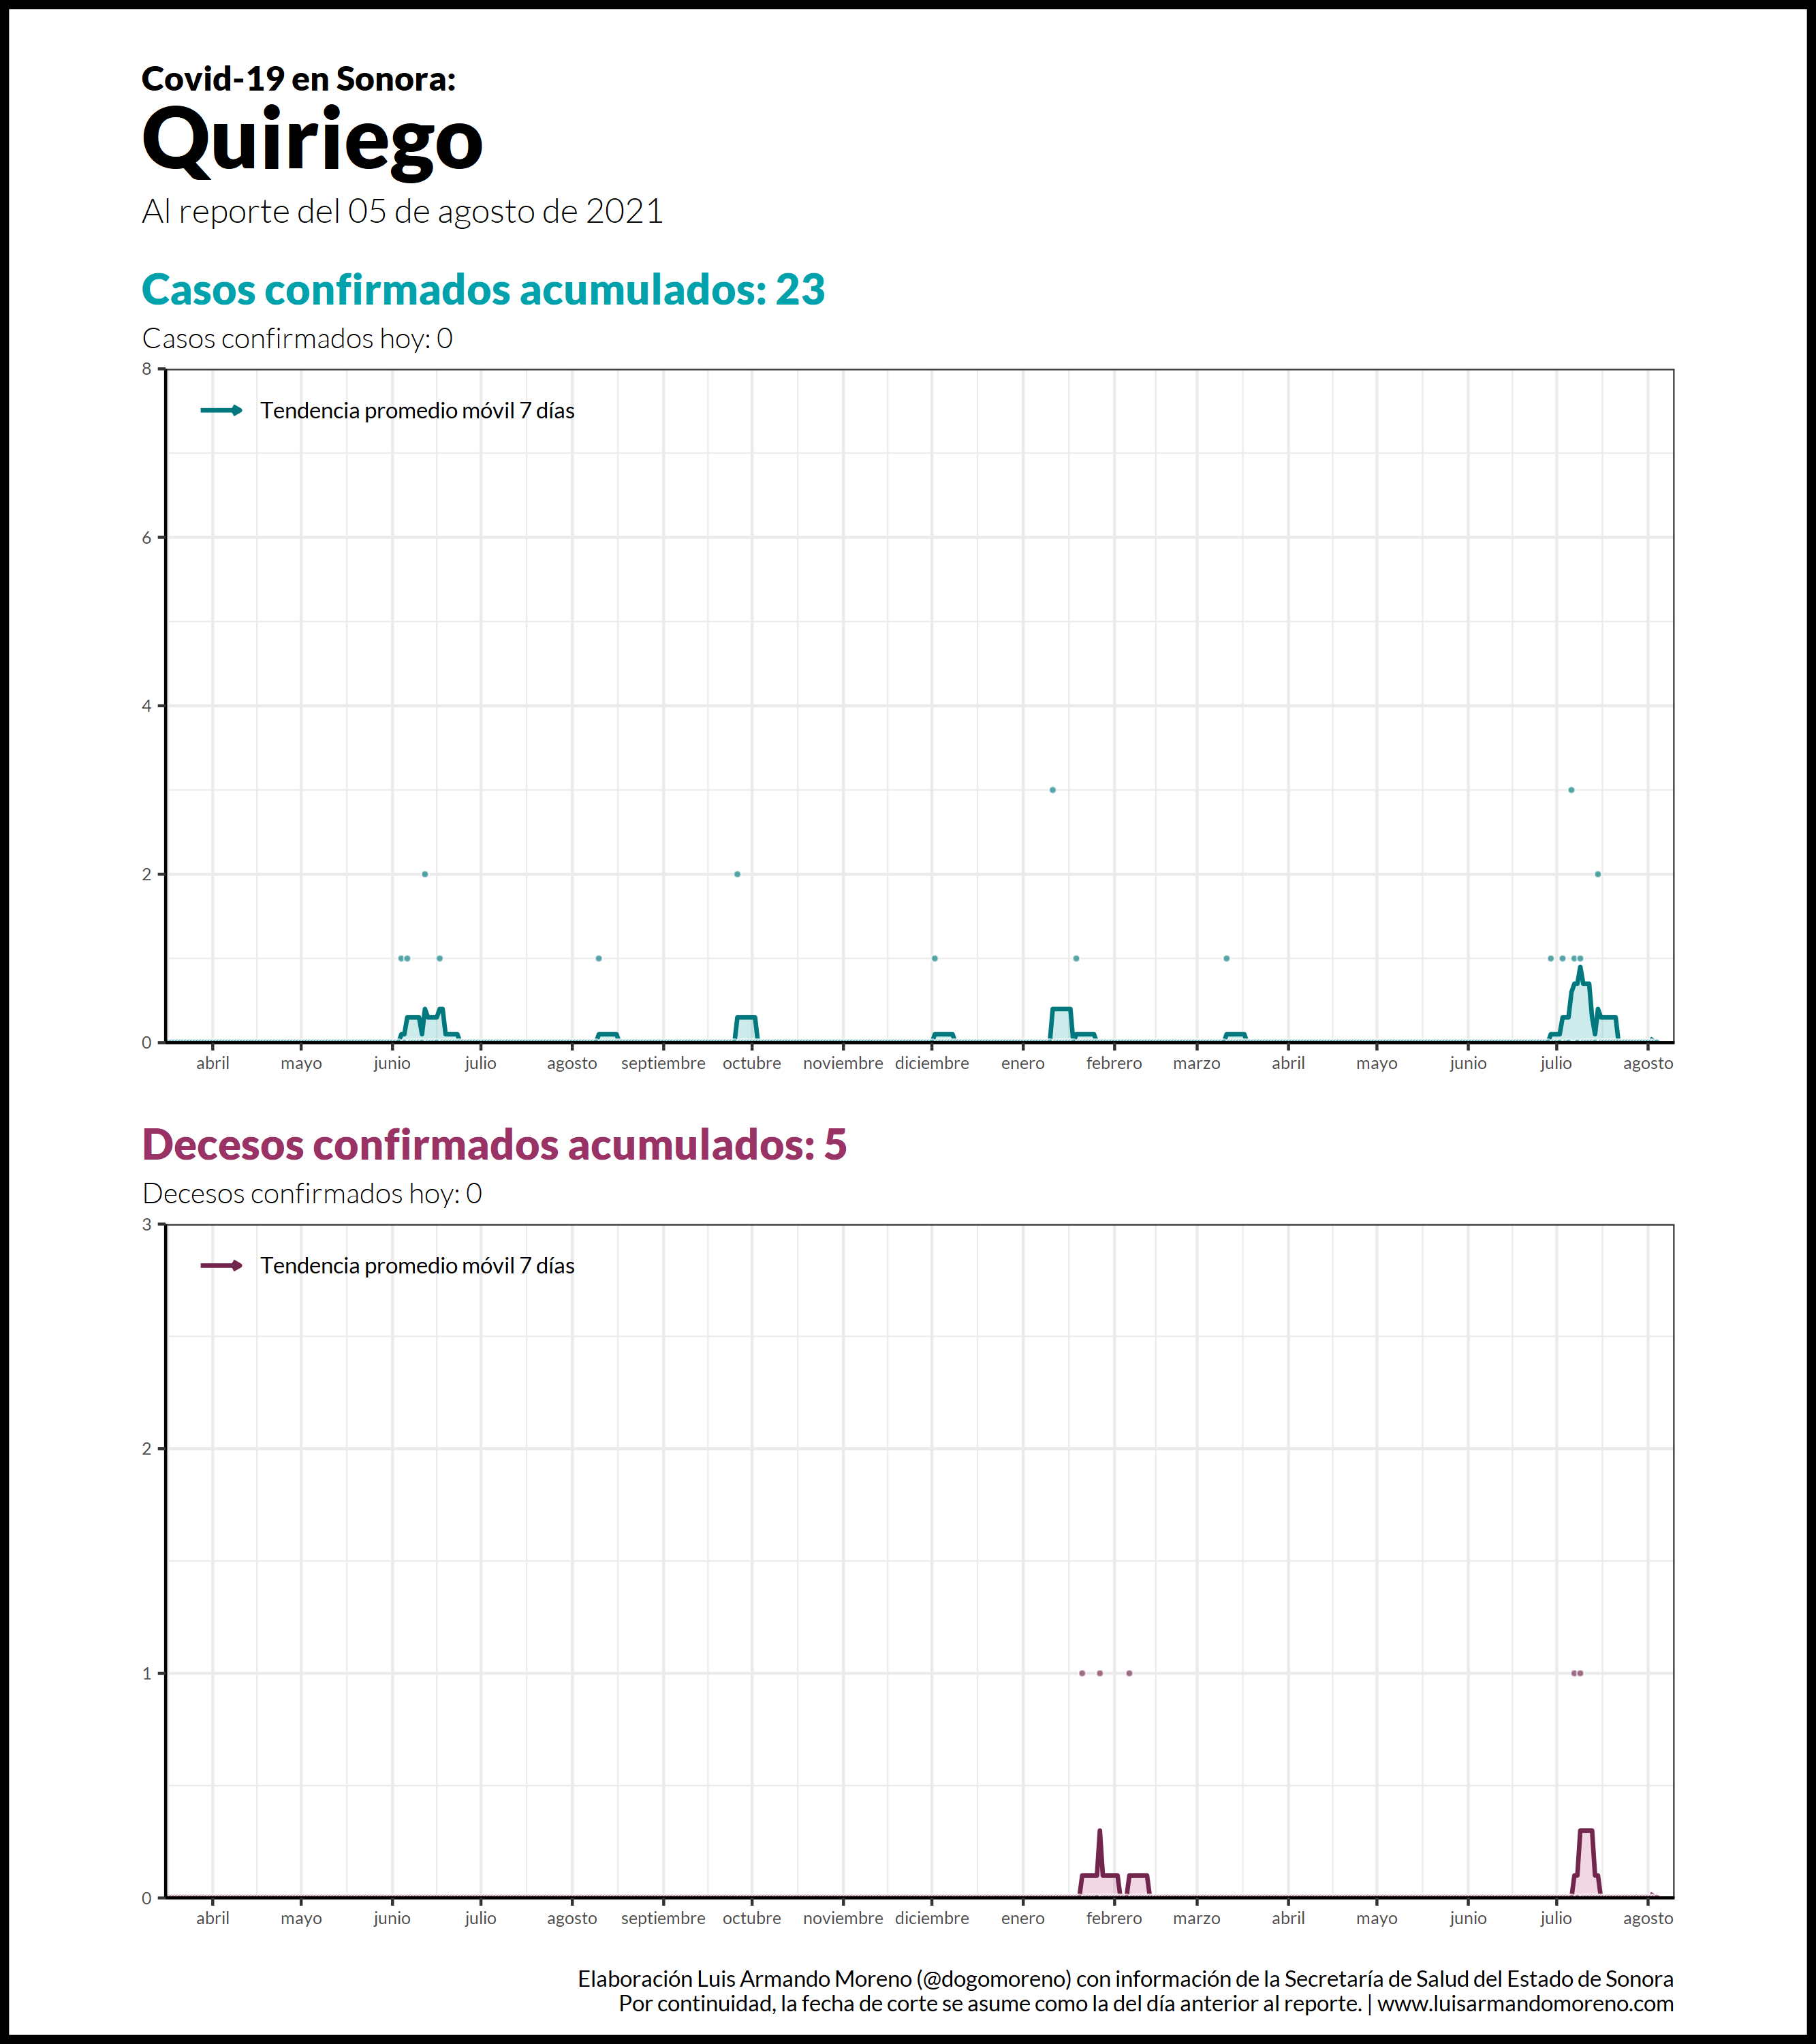 Covid-19 en Sonora:
Quiriego
Al reporte del 05 de agosto de 2021
Casos confirmados acumulados: 23
Casos confirmados hoy: 0
8
Tendencia promedio móvil 7 días
6
4
2
0
abril mayo junio julio agosto septiembre octubre noviembre diciembre enero febrero marzo abril mayo junio julio agosto
Decesos confirmados acumulados: 5
Decesos confirmados hoy: 0
3
Tendencia promedio móvil 7 días
2
1
0
abril mayo junio julio agosto septiembre octubre noviembre diciembre enero febrero marzo abril mayo junio julio agosto
Elaboración Luis Armando Moreno (@dogomoreno) con información de la Secretaría de Salud del Estado de Sonora
Por continuidad, la fecha de corte se asume como la del día anterior al reporte. | www.luisarmandomoreno.com